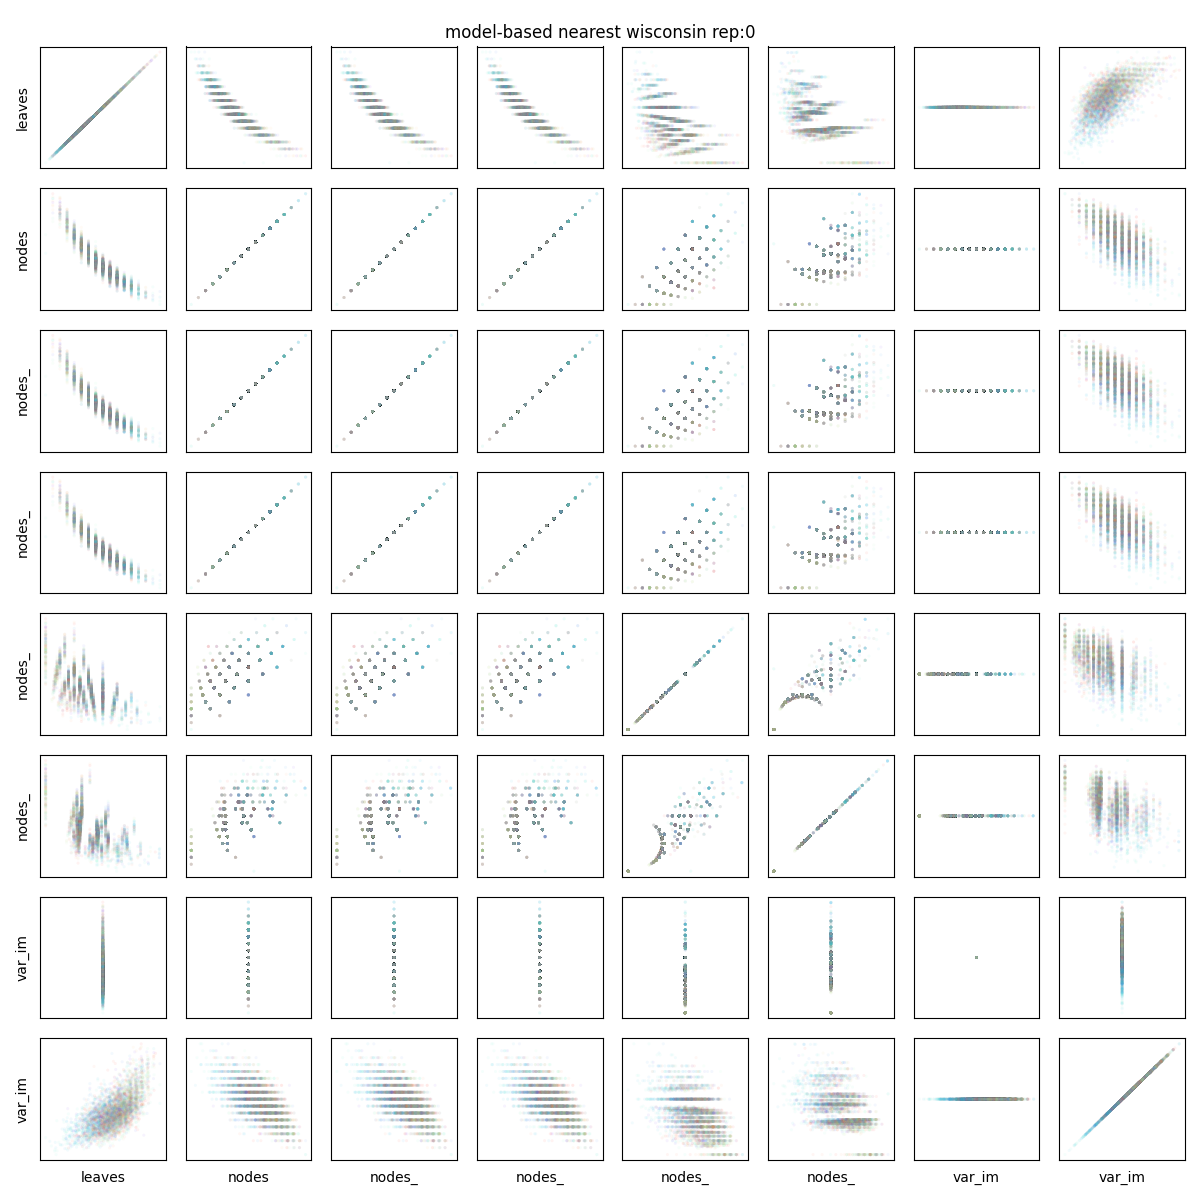 model-based nearest wisconsin rep:0
leaves
nodes
nodes_
nodes_
nodes_
nodes_
var_im
var_im
leaves nodes nodes_ nodes_ nodes_ nodes_ var_im var_im